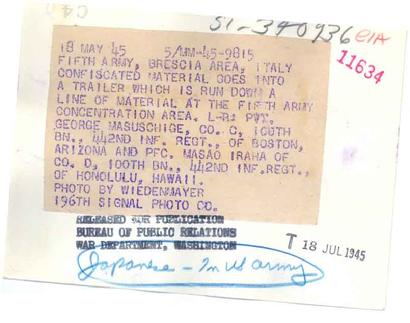 SI-390936
EIA
11634
18 MAY 45 5/MM-45-9815
FIFTH ARMY, BRESCIA AREA, ITALY
CONFISCATED MATERIAL GOES INTO
A TRAILER WHICH IS RUN DOWN A
LINE OF MATERIAL AT THE FIFTH ARMY
CONCENTRATION AREA. L-R: PVT.
GEORGE MASUSCHIGE, CO. C, 100TH
BN., 442ND INF. REGT., OF BOSTON,
ARIZONA AND PFC. MASAO IRAHA OF
CO. D, 100TH BN., 442ND INF.REGT.,
OF HONOLULU, HAWAII.
PHOTO BY WIEDENMAYER
196TH SIGNAL PHOTO CO.
RELEASED FOR PUBLICATION
BUREAU OF PUBLIC RELATIONS
WAR DEPARTMENT, WASHINGTON
T 18 JUL 1945
Japanese - In US army